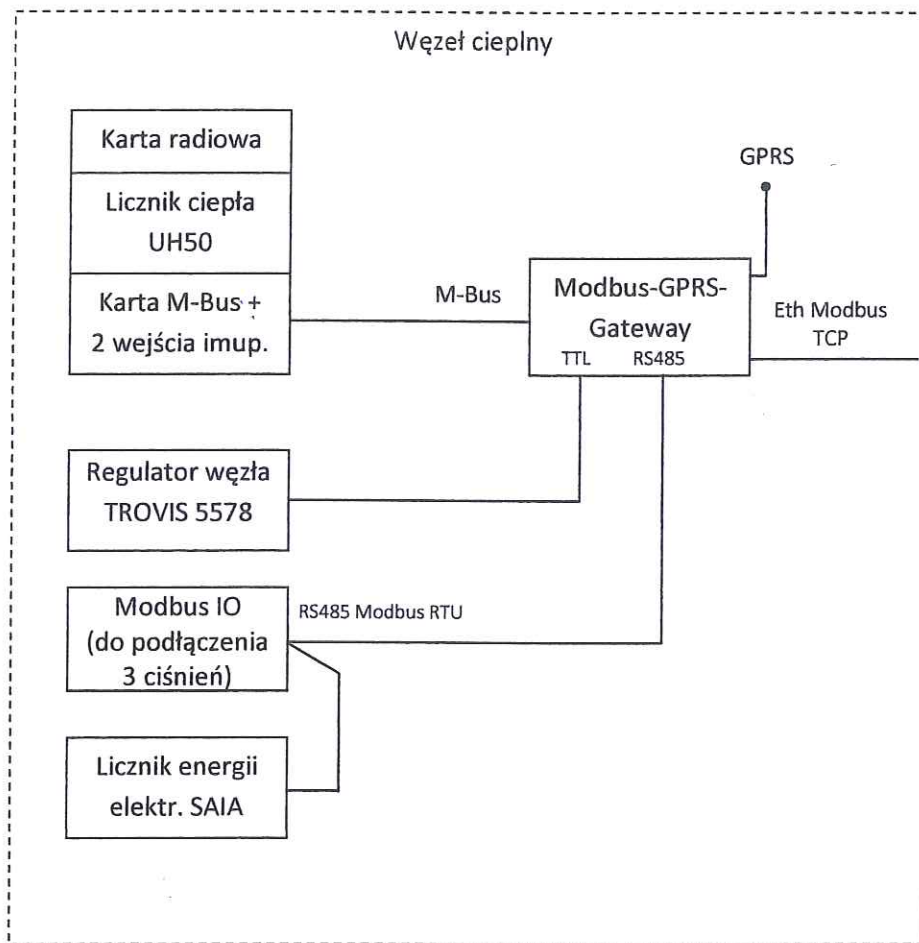 Węzeł cieplny
Karta radiowa
Licznik ciepła
UH50
Karta M-Bus +
2 wejścia imup.
M-Bus
GPRS
Modbus-GPRS-
Gateway
TTL RS485
Eth Modbus
TCP
Regulator węzła
TROVIS 5578
Modbus IO
(do podłączenia
3 ciśnień)
RS485 Modbus RTU
Licznik energii
elektr. SAIA